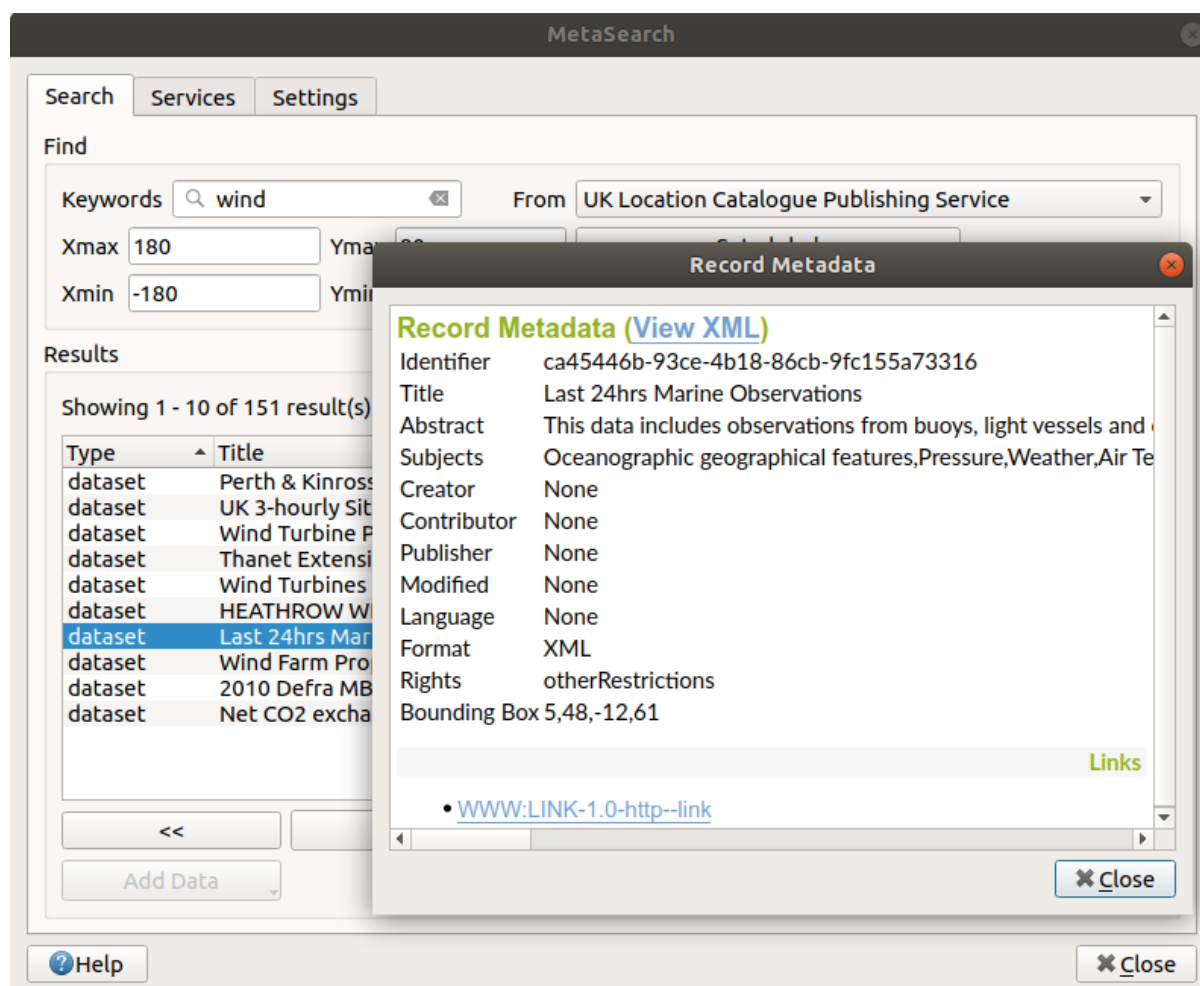 MetaSearch
Search Services Settings
Find
Keywords wind From UK Location Catalogue Publishing Service
Xmax 180
Xmin -180
Results
Showing 1 - 10 of 151 result(s)
Type Title
dataset Perth & Kinross
dataset UK 3-hourly Sit
dataset Wind Turbine P
dataset Thanet Extensi
dataset Wind Turbines
dataset HEATHROW WI
dataset Last 24hrs Mar
dataset Wind Farm Pro
dataset 2010 Defra MB
dataset Net CO2 excha
<<
Add Data
Help
Close
Record Metadata
Record Metadata (View XML)
Identifier ca45446b-93ce-4b18-86cb-9fc155a73316
Title Last 24hrs Marine Observations
Abstract This data includes observations from buoys, light vessels and
Subjects Oceanographic geographical features,Pressure,Weather,Air Te
Creator None
Contributor None
Publisher None
Modified None
Language None
Format XML
Rights otherRestrictions
Bounding Box 5,48,-12,61
Links
• WWW:LINK-1.0-http--link
Close